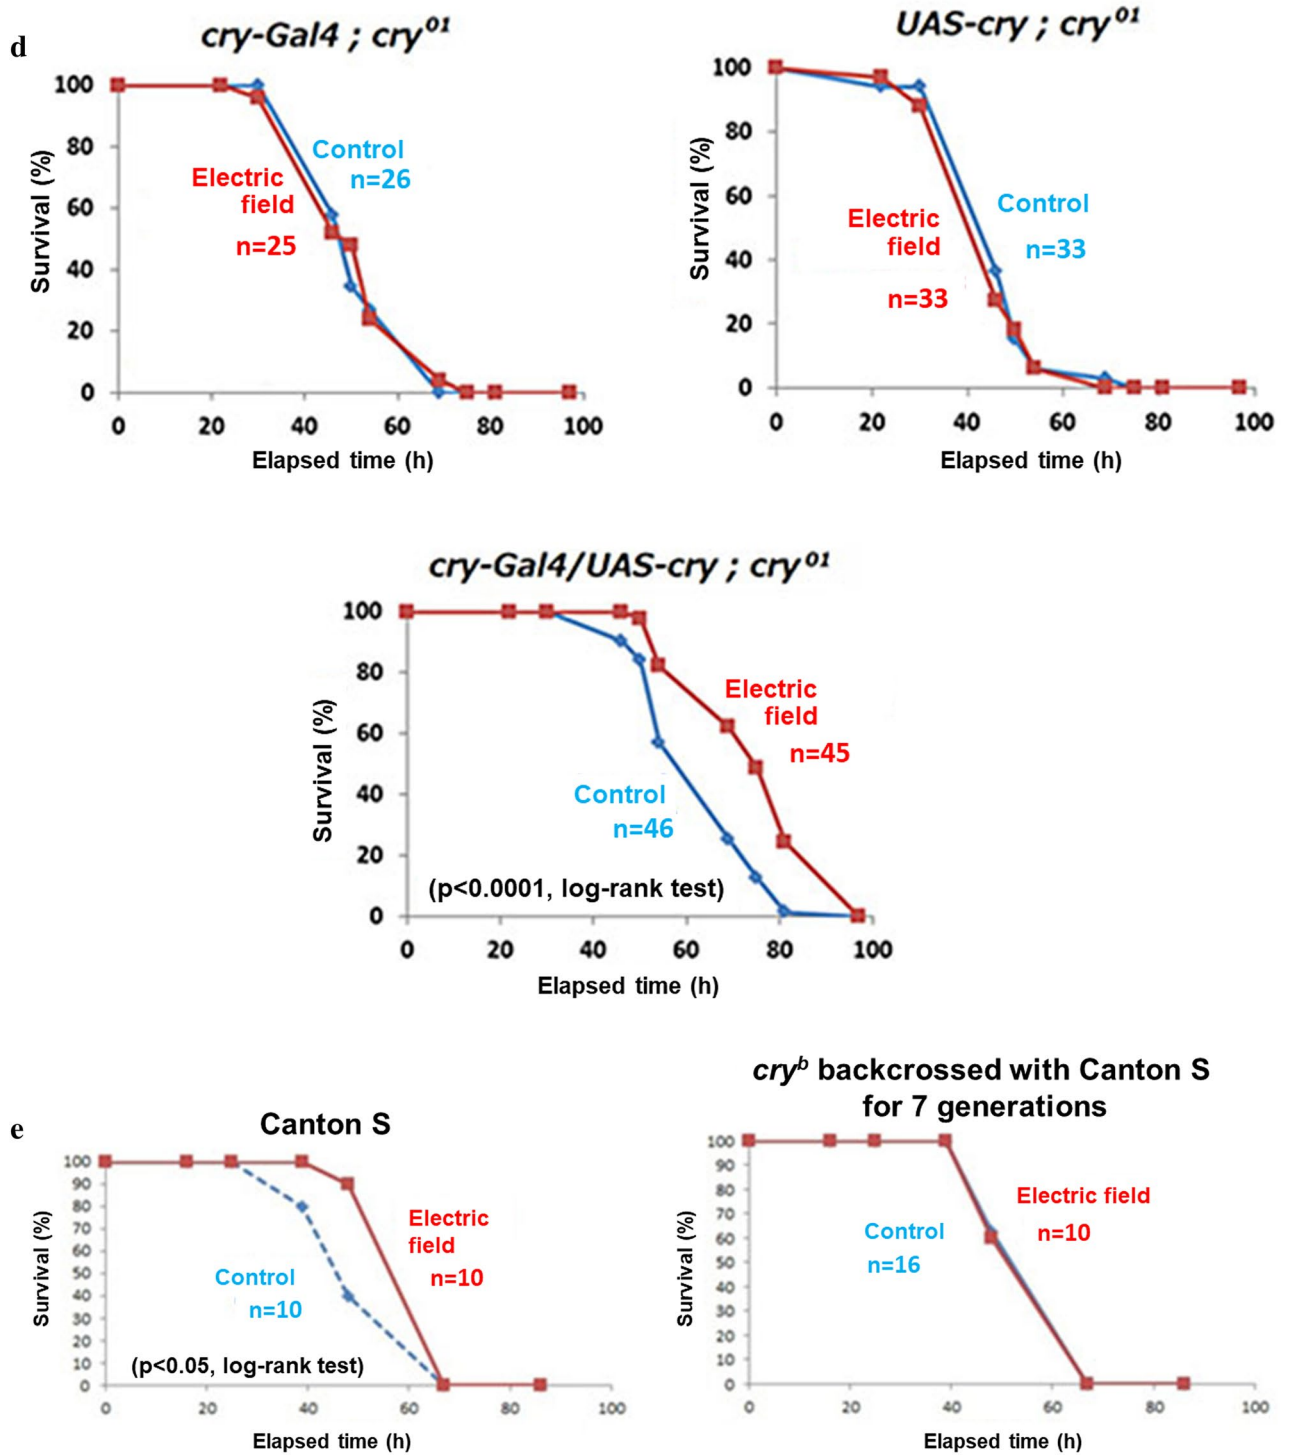 d
cry-Gal4 ; cry01
Survival (%)
100
80
60
40
20
0
Control
n=26
Electric
field
n=25
0 20 40 60 80 100
Elapsed time (h)
UAS-cry ; cry01
Survival (%)
100
80
60
40
20
0
Control
n=33
Electric
field
n=33
0 20 40 60 80 100
Elapsed time (h)
cry-Gal4/UAS-cry ; cry01
Survival (%)
100
80
60
40
20
0
Electric
field
n=45
Control
n=46
(p<0.0001, log-rank test)
0 20 40 60 80 100
Elapsed time (h)
e
Canton S
Survival (%)
100
90
80
70
60
50
40
30
20
10
0
Electric
field
n=10
Control
n=10
(p<0.05, log-rank test)
0 20 40 60 80 100
Elapsed time (h)
cryb backcrossed with Canton S
for 7 generations
Survival (%)
100
90
80
70
60
50
40
30
20
10
0
Electric field
n=10
Control
n=16
0 20 40 60 80 100
Elapsed time (h)